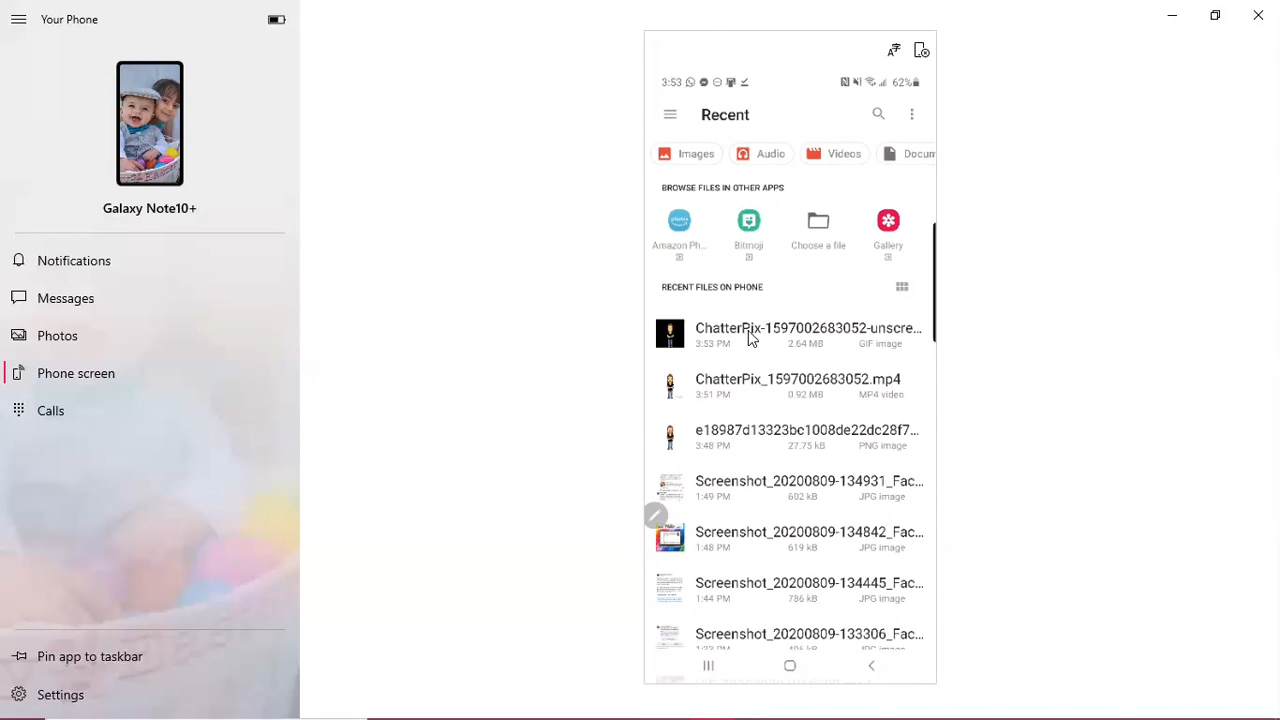 Your Phone
Galaxy Note10+
Notifications
Messages
Photos
Phone screen
Calls
Settings
3:53
62%
Recent
Images
Audio
Videos
Docum
BROWSE FILES IN OTHER APPS
Amazon Ph...
Bitmoji
Choose a file
Gallery
RECENT FILES ON PHONE
ChatterPix-1597002683052-unscre...
3:53 PM 2.64 MB GIF image
ChatterPix_1597002683052.mp4
3:51 PM 0.92 MB MP4 video
e18987d13323bc1008de22dc28f7...
3:48 PM 27.75 kB PNG image
Screenshot_20200809-134931_Fac...
1:49 PM 602 kB JPG image
Screenshot_20200809-134842_Fac...
1:48 PM 619 kB JPG image
Screenshot_20200809-134445_Fac...
1:44 PM 786 kB JPG image
Screenshot_20200809-133306_Fac...